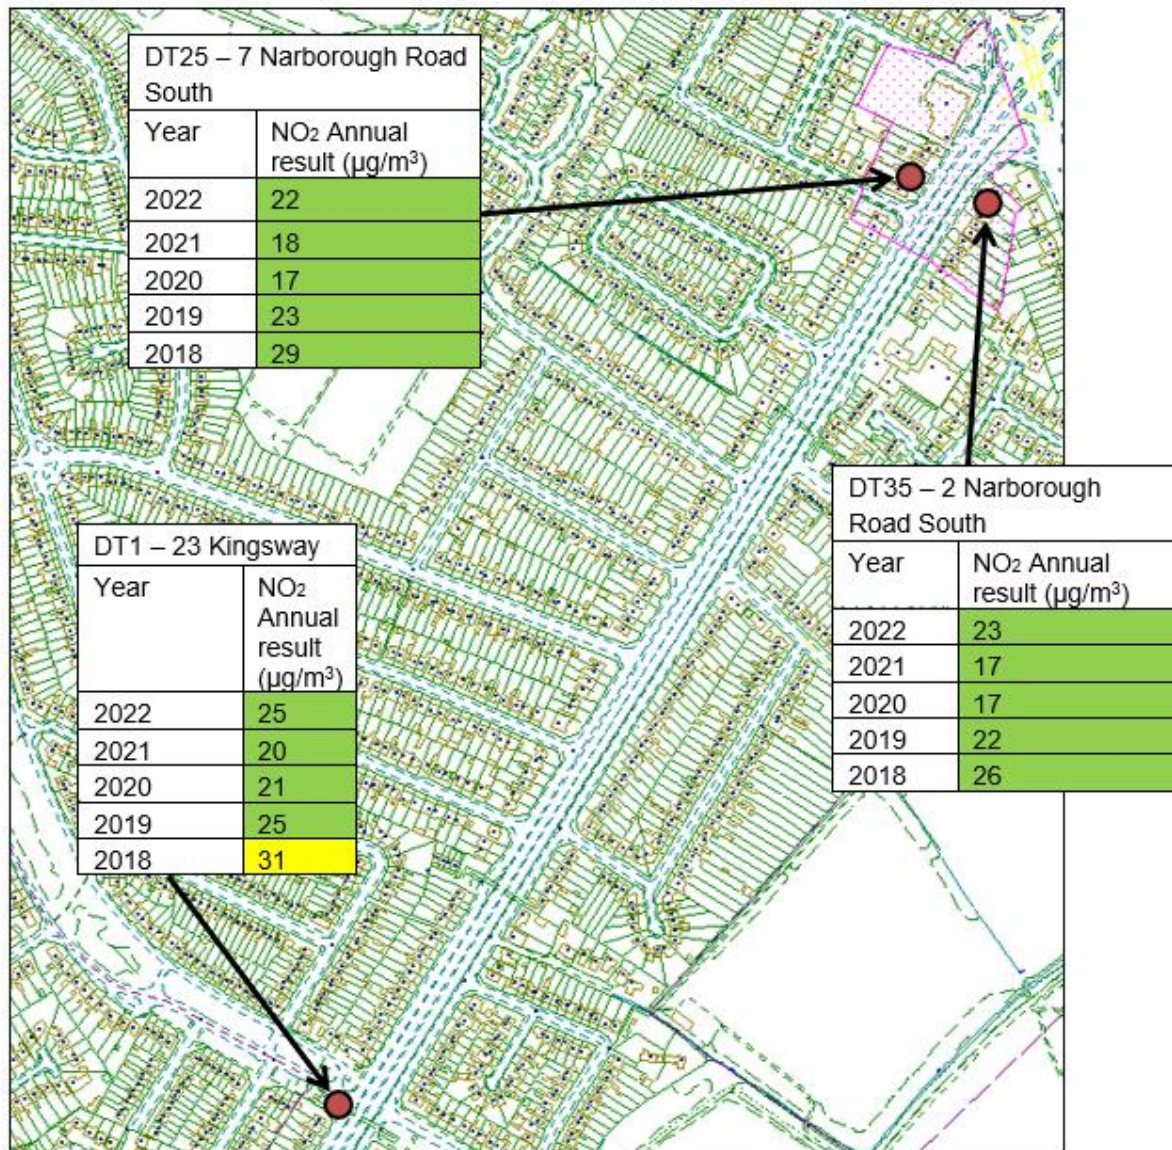 DT25 – 7 Narborough Road
South
Year NO2 Annual
result (µg/m³)
2022 22
2021 18
2020 17
2019 23
2018 29
DT35 – 2 Narborough
Road South
Year NO2 Annual
result (µg/m³)
2022 23
2021 17
2020 17
2019 22
2018 26
DT1 – 23 Kingsway
Year NO2
Annual
result
(µg/m³)
2022 25
2021 20
2020 21
2019 25
2018 31